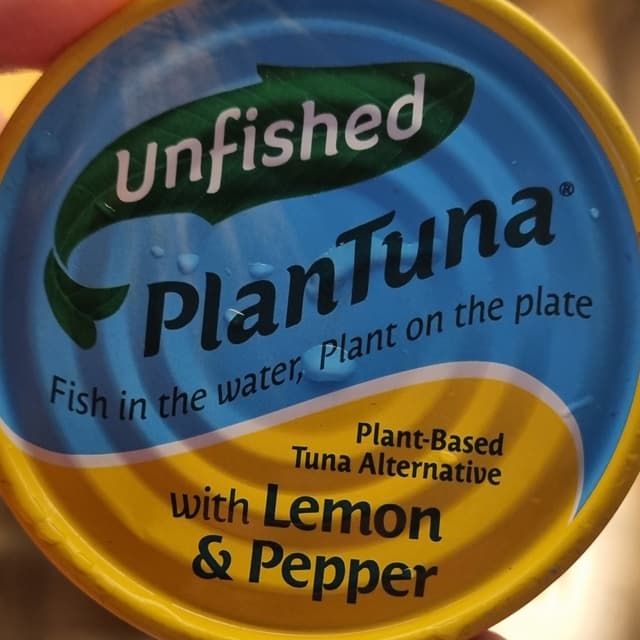 Unfished
PlanTuna®
Fish in the water, Plant on the plate
Plant-Based
Tuna Alternative
with Lemon
& Pepper